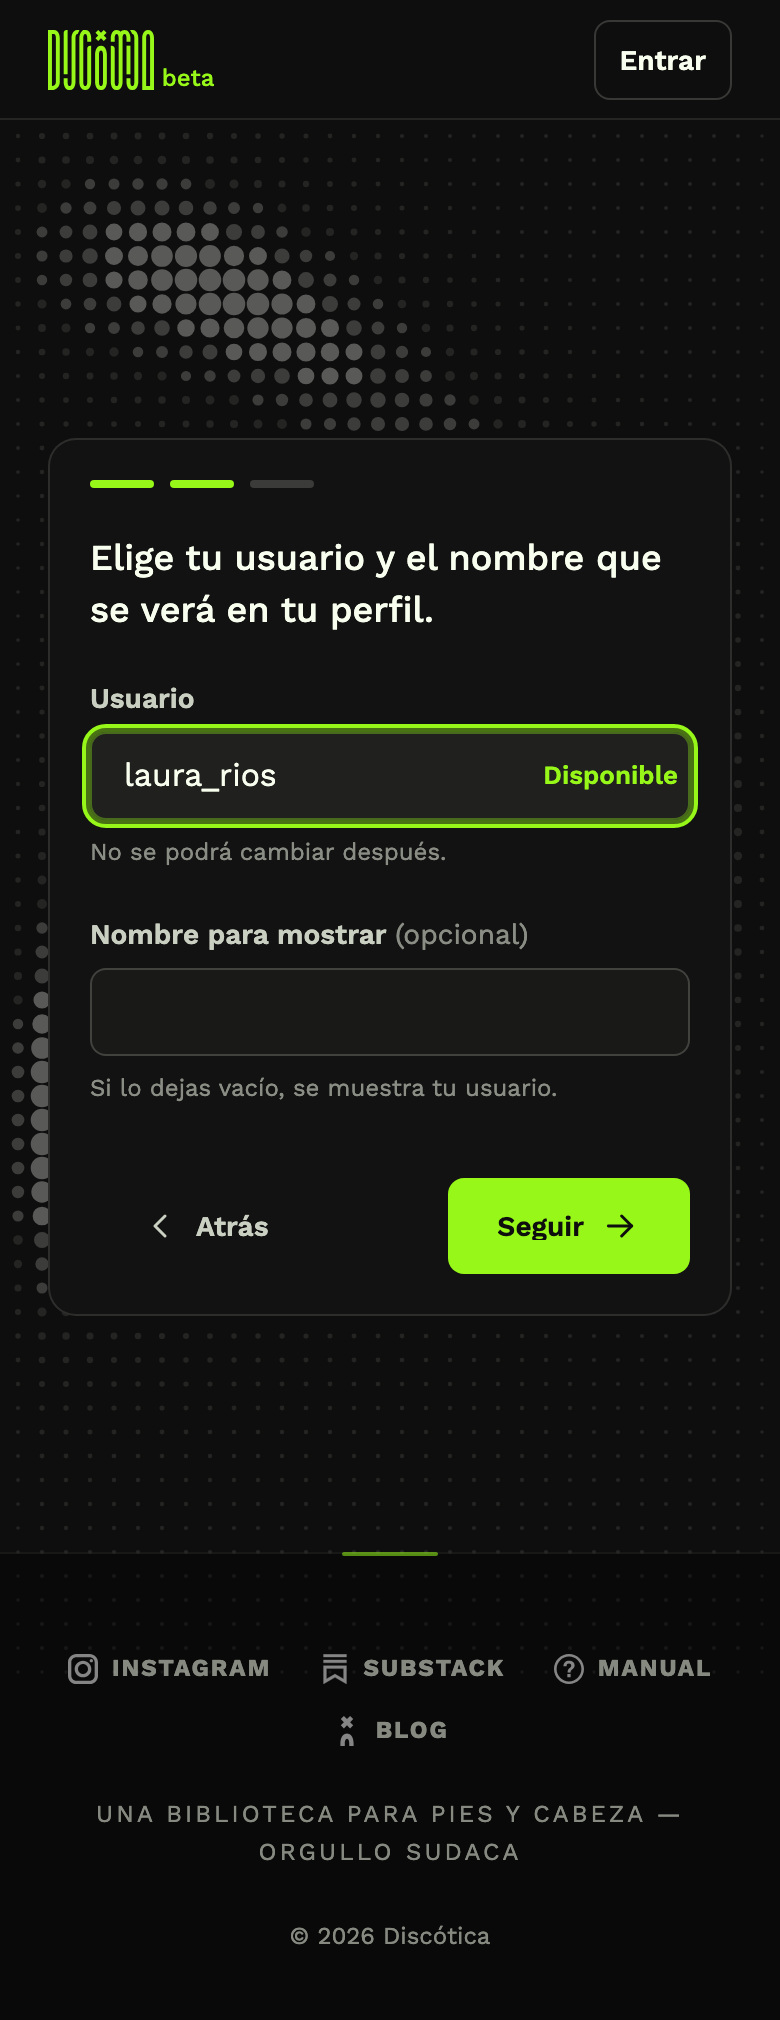 DISCÓTICA beta
Entrar
Elige tu usuario y el nombre que
se verá en tu perfil.
Usuario
laura_rios
Disponible
No se podrá cambiar después.
Nombre para mostrar (opcional)
Si lo dejas vacío, se muestra tu usuario.
Atrás
Seguir
INSTAGRAM
SUBSTACK
MANUAL
BLOG
UNA BIBLIOTECA PARA PIES Y CABEZA —
ORGULLO SUDACA
© 2026 Discótica